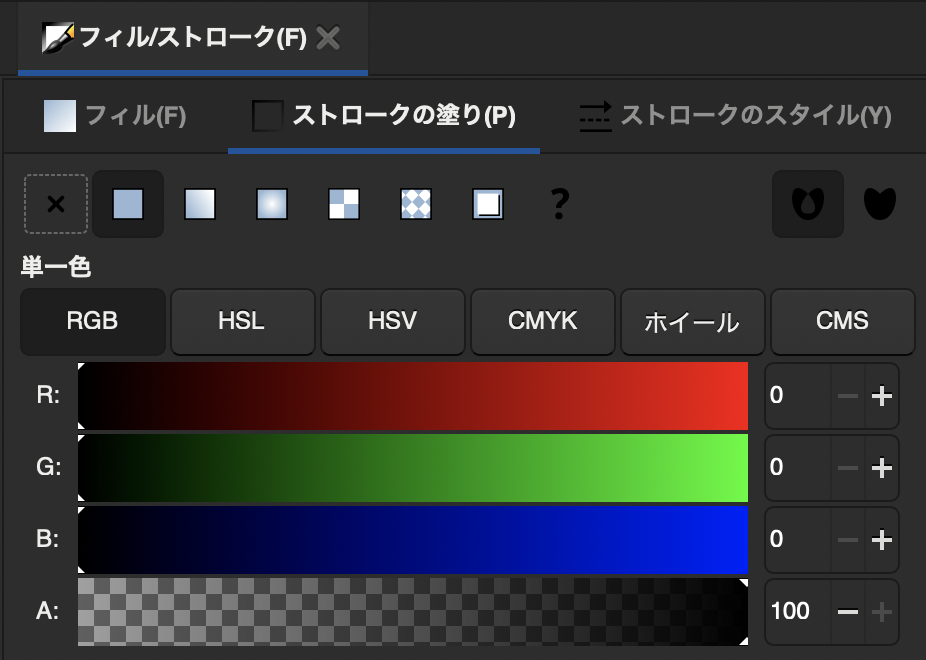 フィル/ストローク(F)
フィル(F) ストロークの塗り(P) ストロークのスタイル(Y)
?
単一色
RGB HSL HSV CMYK ホイール CMS
R: 0
G: 0
B: 0
A: 100